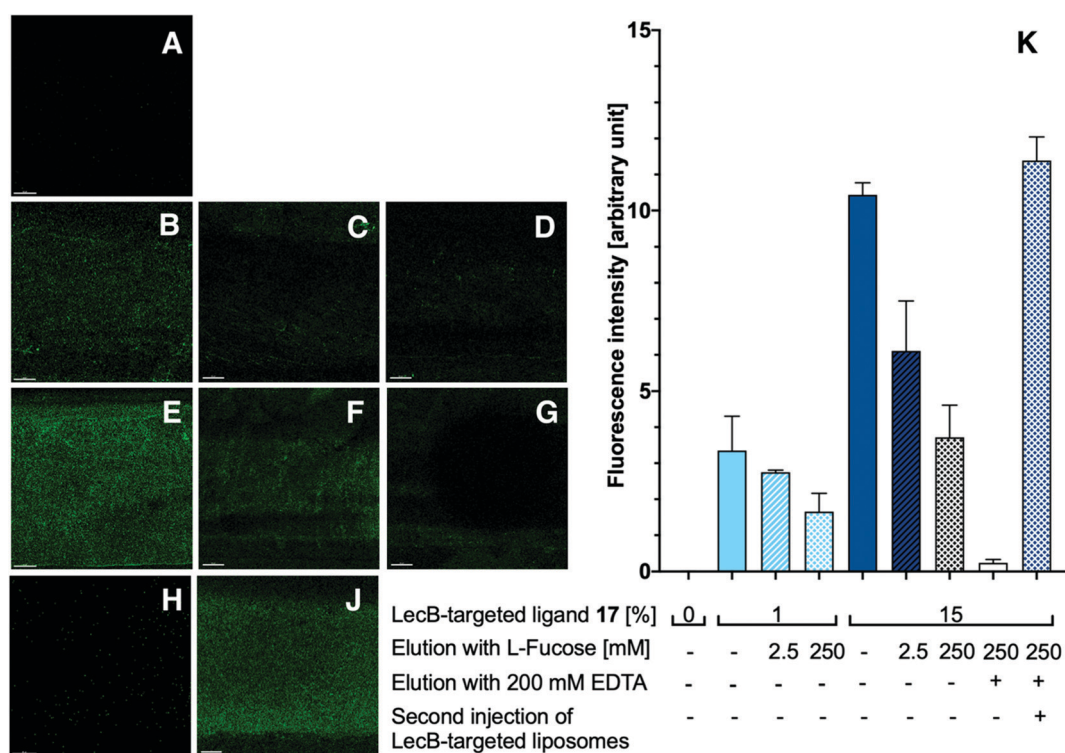 A
B
C
D
E
F
G
H
J
K
Fluorescence intensity [arbitrary unit]
15
10
5
0
LecB-targeted ligand 17 [%] 0 1 15
Elution with L-Fucose [mM] - - 2.5 250 - 2.5 250 250 250
Elution with 200 mM EDTA - - - - - - - + +
Second injection of
LecB-targeted liposomes - - - - - - - - +